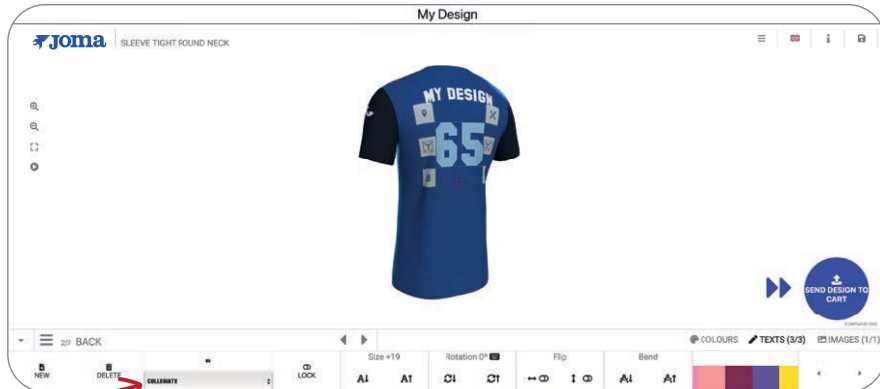 My Design
Joma SLEEVE TIGHT ROUND NECK
MY DESIGN
65
SEND DESIGN TO
CART
2/7 BACK
COLOURS TEXTS (3/3) IMAGES (1/1)
Size +19 Rotation 0° Flip Bend
NEW DELETE LOCK
COLLEGIATE